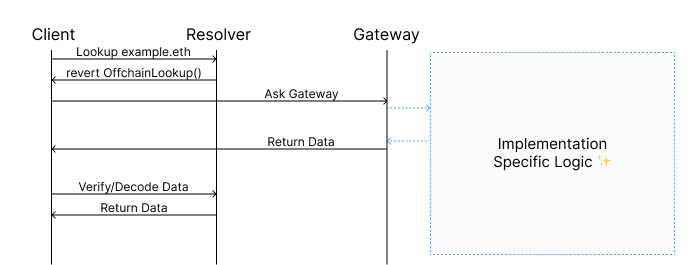 Client
Resolver
Gateway
Lookup example.eth
revert OffchainLookup()
Ask Gateway
Return Data
Implementation
Specific Logic ✨
Verify/Decode Data
Return Data